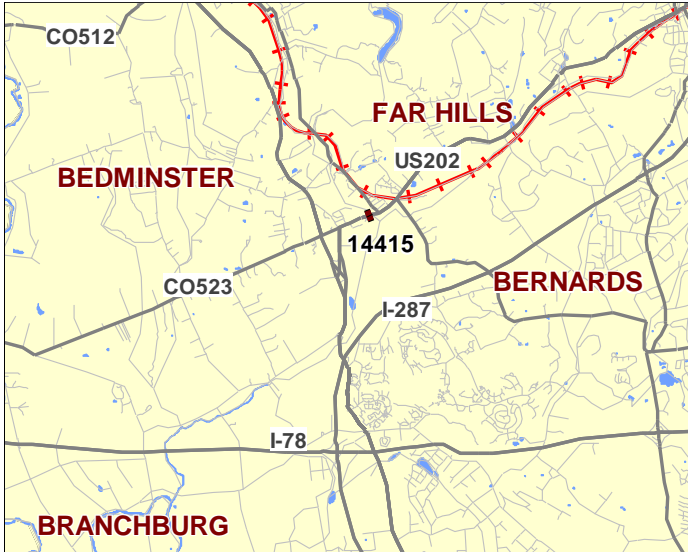 CO512
FAR HILLS
US202
BEDMINSTER
14415
CO523
BERNARDS
I-287
I-78
BRANCHBURG